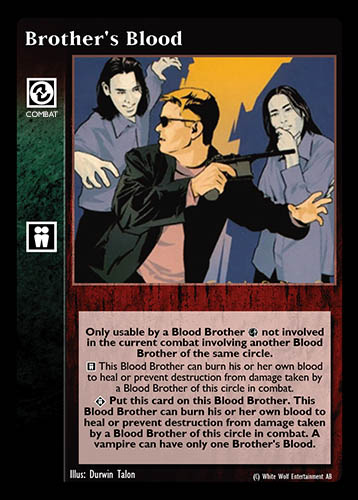 Brother's Blood
COMBAT
Only usable by a Blood Brother not involved
in the current combat involving another Blood
Brother of the same circle.
This Blood Brother can burn his or her own blood
to heal or prevent destruction from damage taken by
a Blood Brother of this circle in combat.
Put this card on this Blood Brother. This
Blood Brother can burn his or her own blood to
heal or prevent destruction from damage taken
by a Blood Brother of this circle in combat. A
vampire can have only one Brother's Blood.
Illus: Durwin Talon
(C) White Wolf Entertainment AB